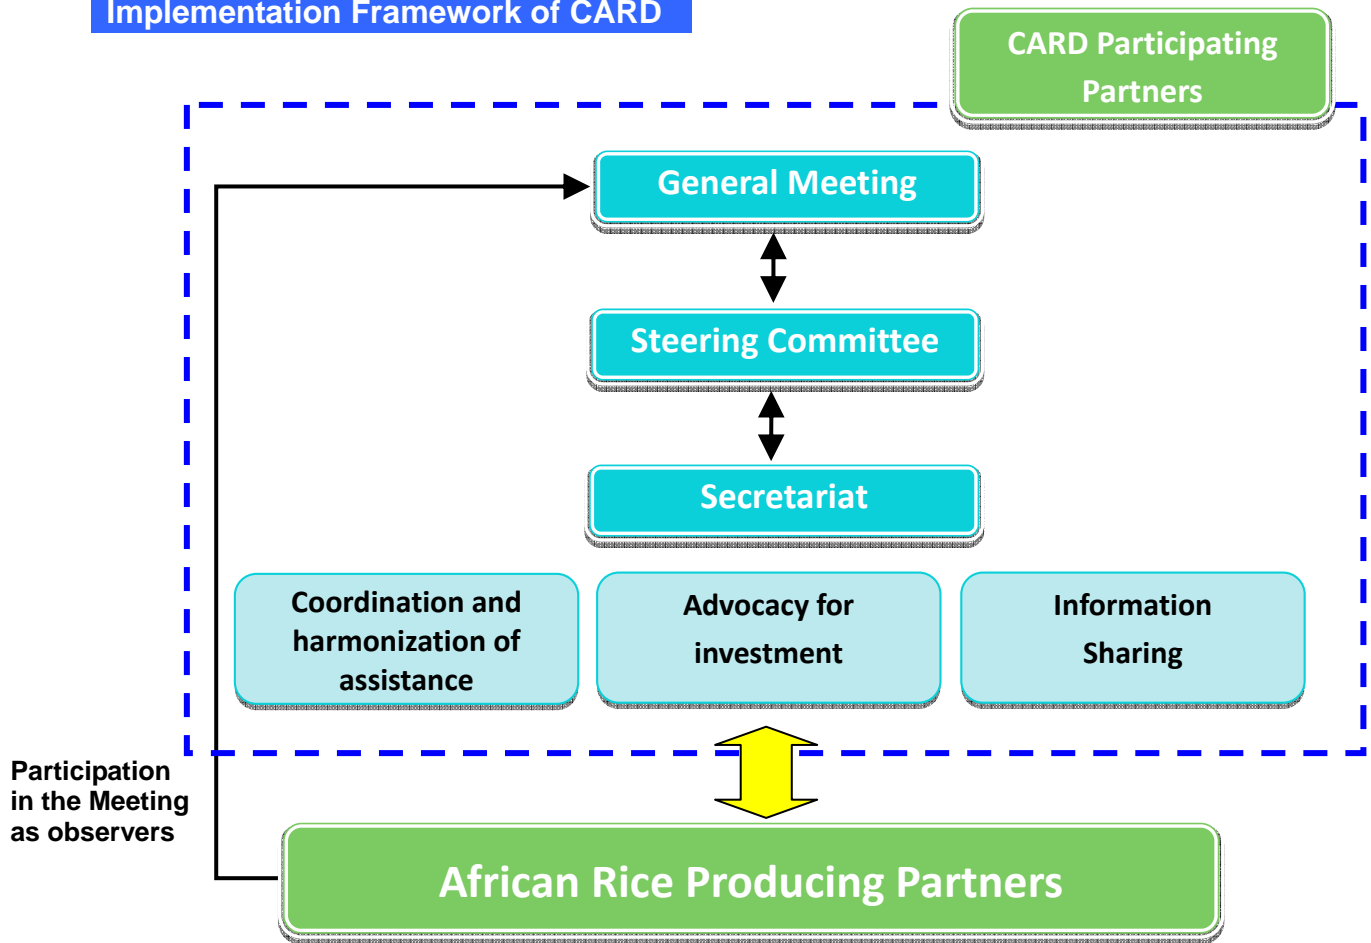 Implementation Framework of CARD
CARD Participating
Partners
General Meeting
Steering Committee
Secretariat
Coordination and
harmonization of
assistance
Advocacy for
investment
Information
Sharing
Participation
in the Meeting
as observers
African Rice Producing Partners